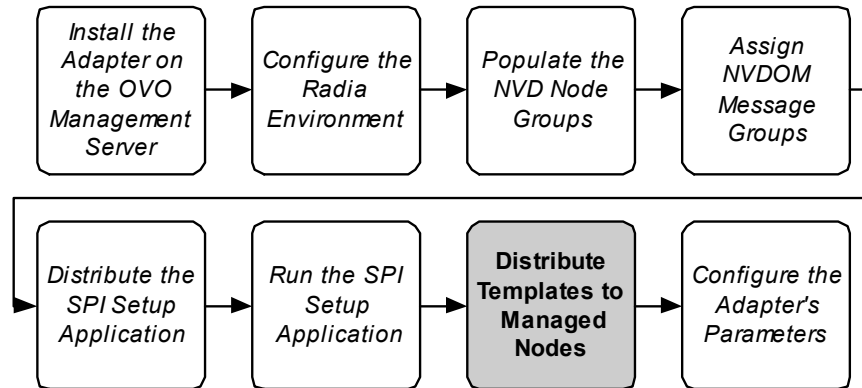 Install the
Adapter on
the OVO
Management
Server
Configure the
Radia
Environment
Populate the
NVD Node
Groups
Assign
NVDOM
Message
Groups
Distribute the
SPI Setup
Application
Run the SPI
Setup
Application
Distribute
Templates to
Managed
Nodes
Configure the
Adapter's
Parameters